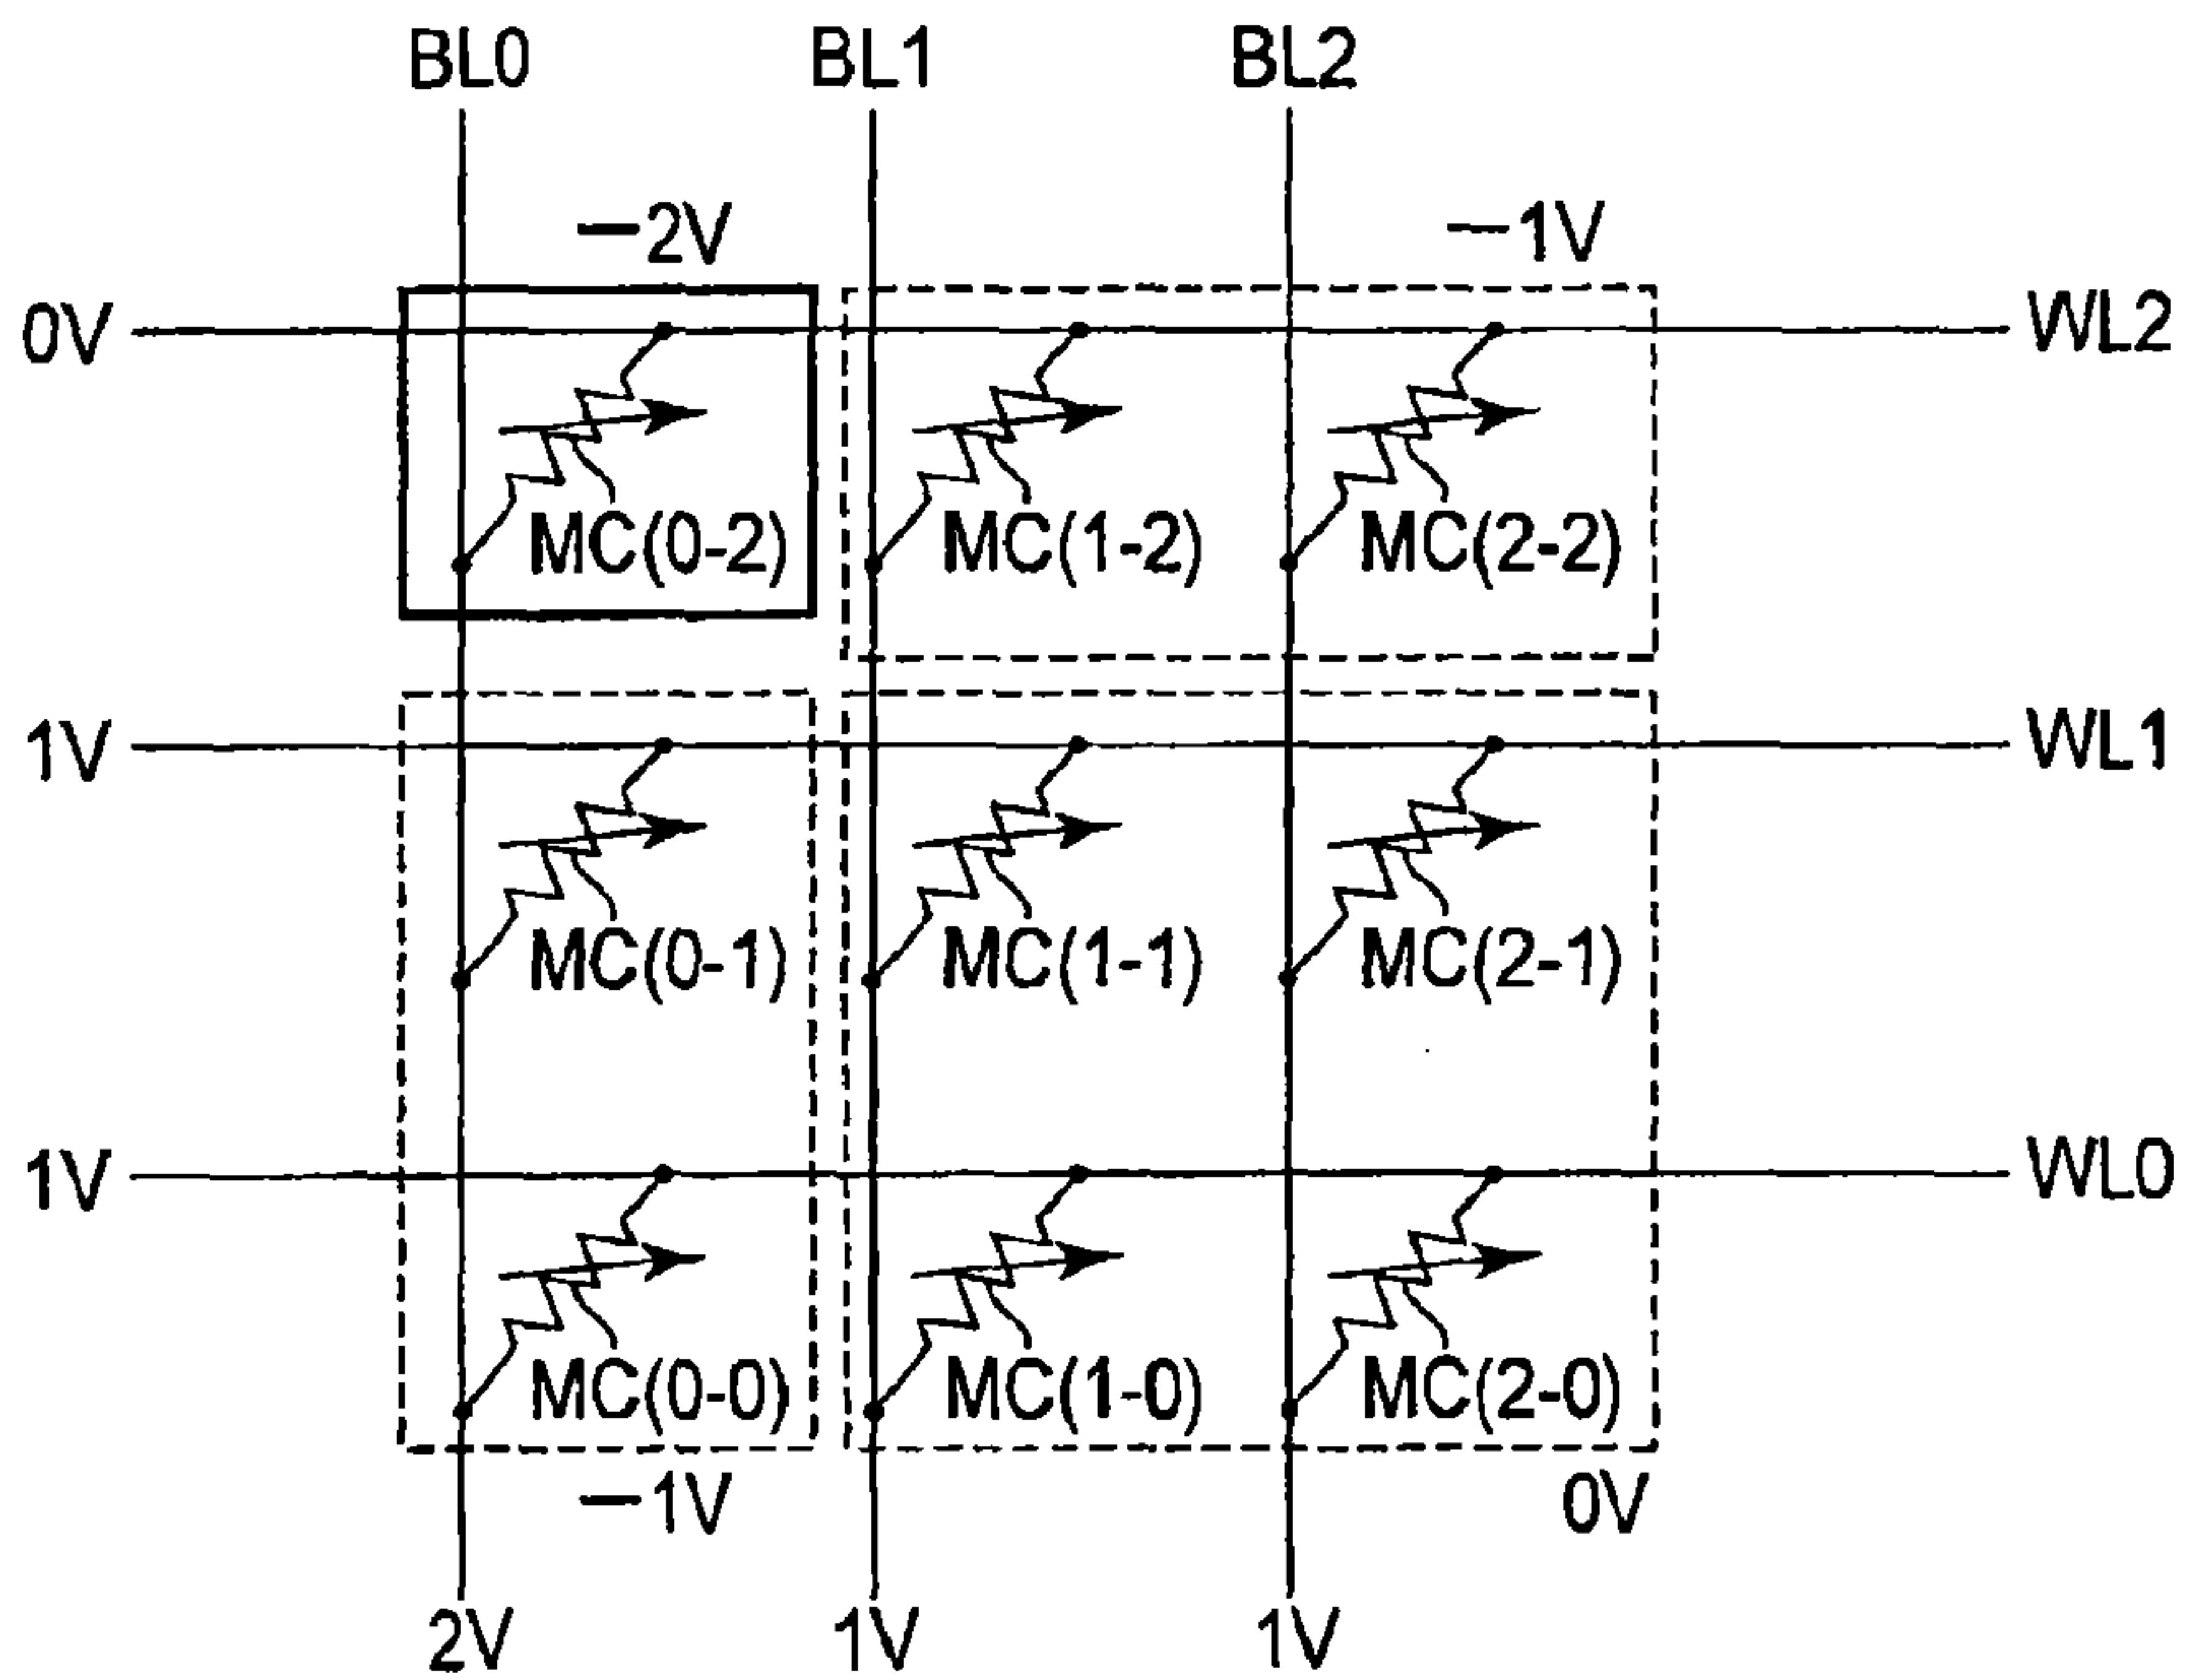 BL0 BL1 BL2
—2V —1V
0V WL2
MC(0-2) MC(1-2) MC(2-2)
1V WL1
MC(0-1) MC(1-1) MC(2-1)
1V WL0
MC(0-0) MC(1-0) MC(2-0)
—1V 0V
2V 1V 1V